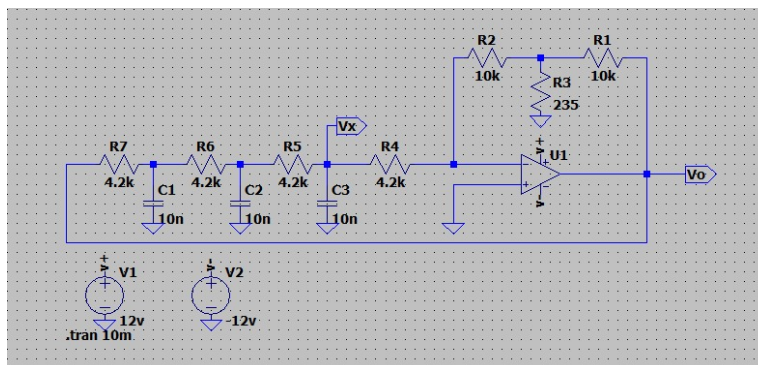 R2
R1
10k
10k
R3
235
Vx
R7
R6
R5
R4
v+
U1
4.2k
4.2k
4.2k
4.2k
Vo
C1
C2
C3
10n
10n
10n
v-
v+
V1
v-
V2
12v
-12v
.tran 10m